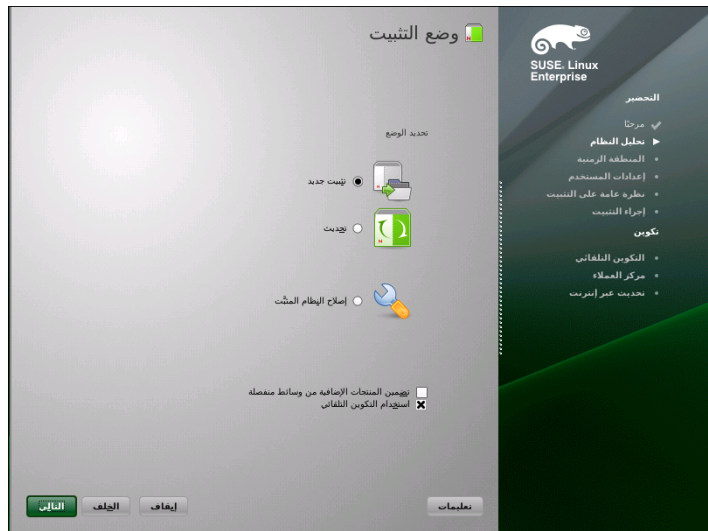 وضع التثبيت
SUSE. Linux
Enterprise
التحضير
مرحبًا
تحليل النظام
المنطقة الزمنية
إعدادات المستخدم
نظرة عامة على التثبيت
إجراء التثبيت
تكوين
التكوين التلقائي
مركز العملاء
تحديث عبر إنترنت
تحديد الوضع
تثبيت جديد
تحديث
إصلاح النظام المثبَّت
تضمين المنتجات الإضافية من وسائط منفصلة
استخدام التكوين التلقائي
تعليمات
إيقاف
الخلف
التالي